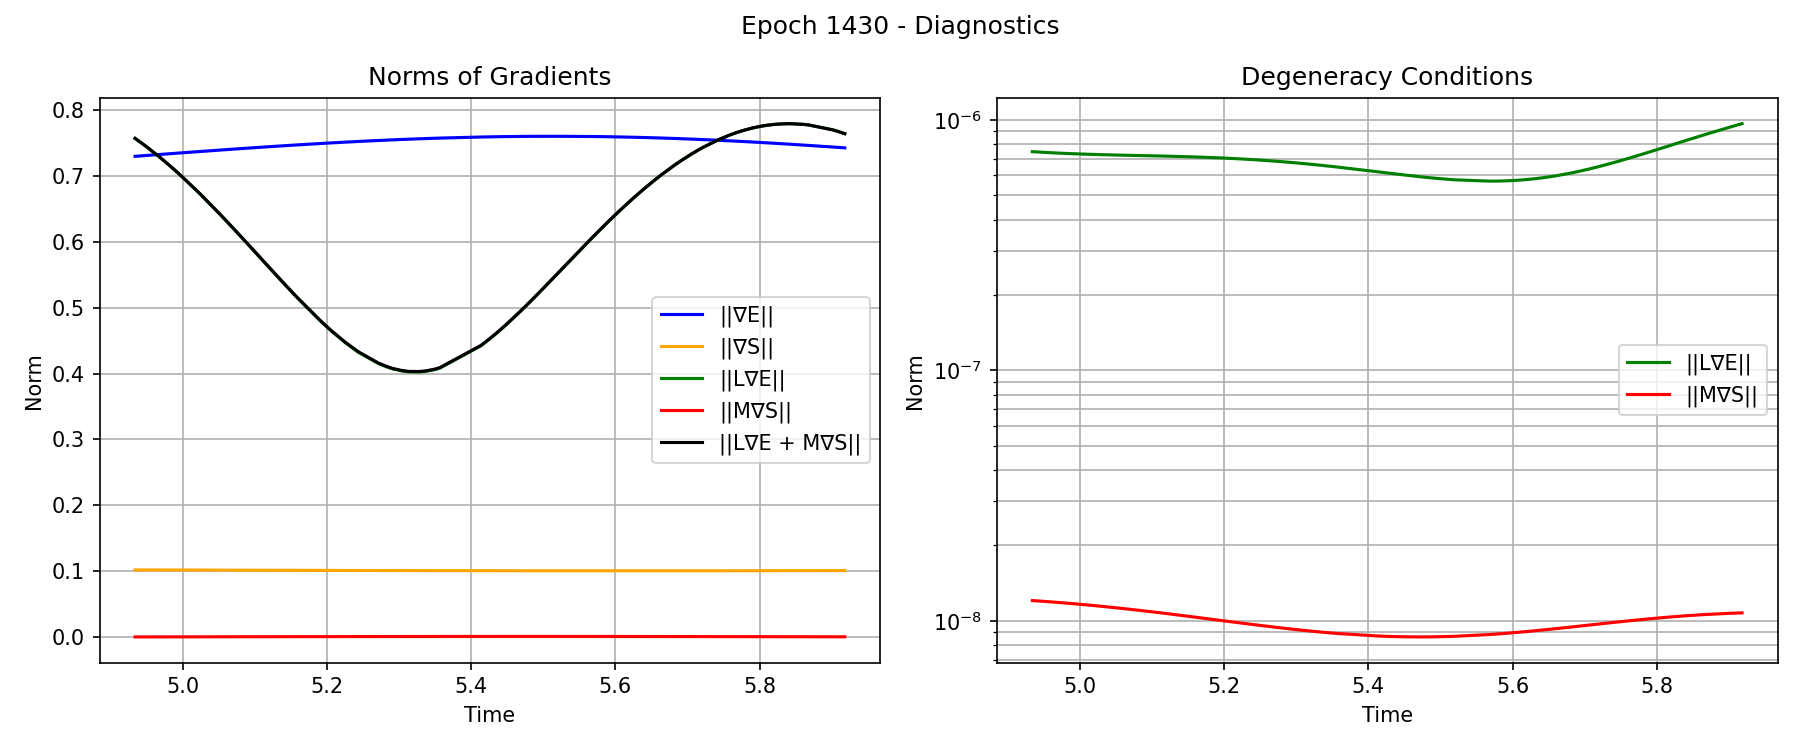 Epoch 1430 - Diagnostics
Norms of Gradients
0.8
0.7
0.6
0.5
0.4
0.3
0.2
0.1
0.0
Norm
5.0 5.2 5.4 5.6 5.8
Time
||∇E||
||∇S||
||L∇E||
||M∇S||
||L∇E + M∇S||
Degeneracy Conditions
10⁻⁶
10⁻⁷
10⁻⁸
Norm
5.0 5.2 5.4 5.6 5.8
Time
||L∇E||
||M∇S||